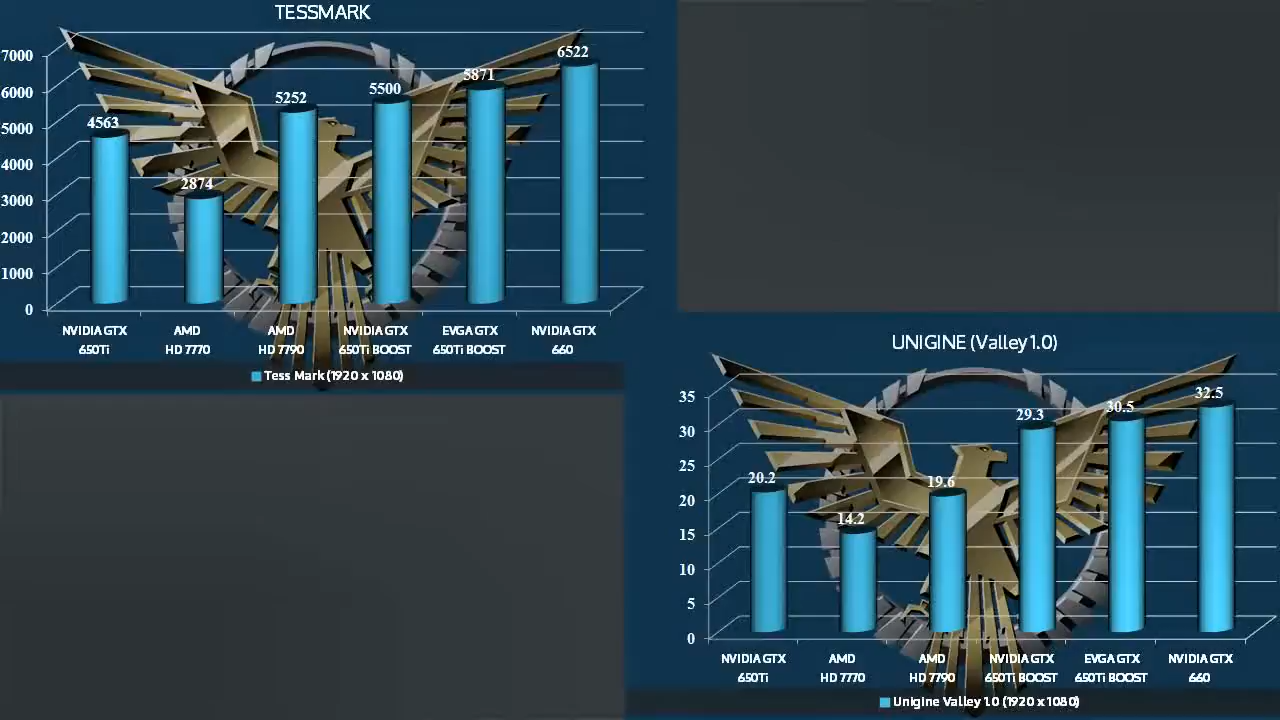 TESSMARK
7000
6000
5000
4000
3000
2000
1000
0
4563
2874
5252
5500
5871
6522
NVIDIA GTX 650Ti
AMD HD 7770
AMD HD 7790
NVIDIA GTX 650Ti BOOST
EVGA GTX 650Ti BOOST
NVIDIA GTX 660
Tess Mark (1920 x 1080)
UNIGINE (Valley 1.0)
35
30
25
20
15
10
5
0
20.2
14.2
19.6
29.3
30.5
32.5
NVIDIA GTX 650Ti
AMD HD 7770
AMD HD 7790
NVIDIA GTX 650Ti BOOST
EVGA GTX 650Ti BOOST
NVIDIA GTX 660
Unigine Valley 1.0 (1920 x 1080)